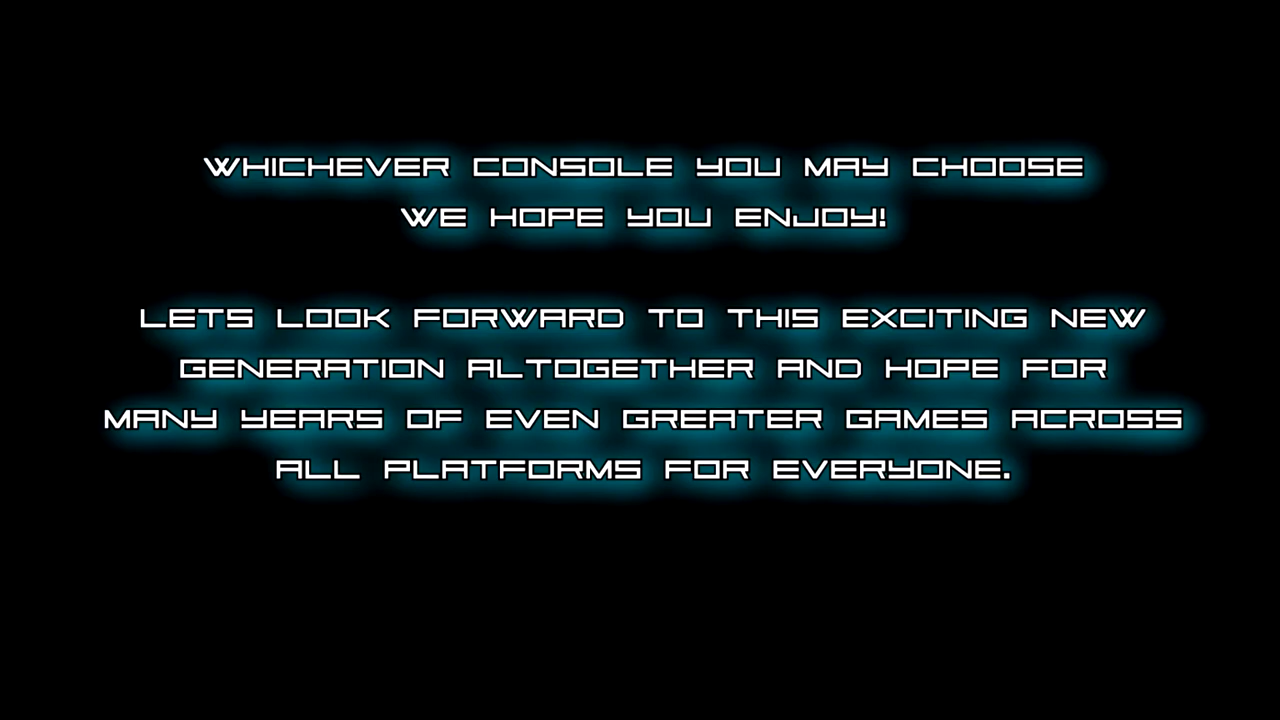 WHICHEVER CONSOLE YOU MAY CHOOSE
WE HOPE YOU ENJOY!
LETS LOOK FORWARD TO THIS EXCITING NEW
GENERATION ALTOGETHER AND HOPE FOR
MANY YEARS OF EVEN GREATER GAMES ACROSS
ALL PLATFORMS FOR EVERYONE.